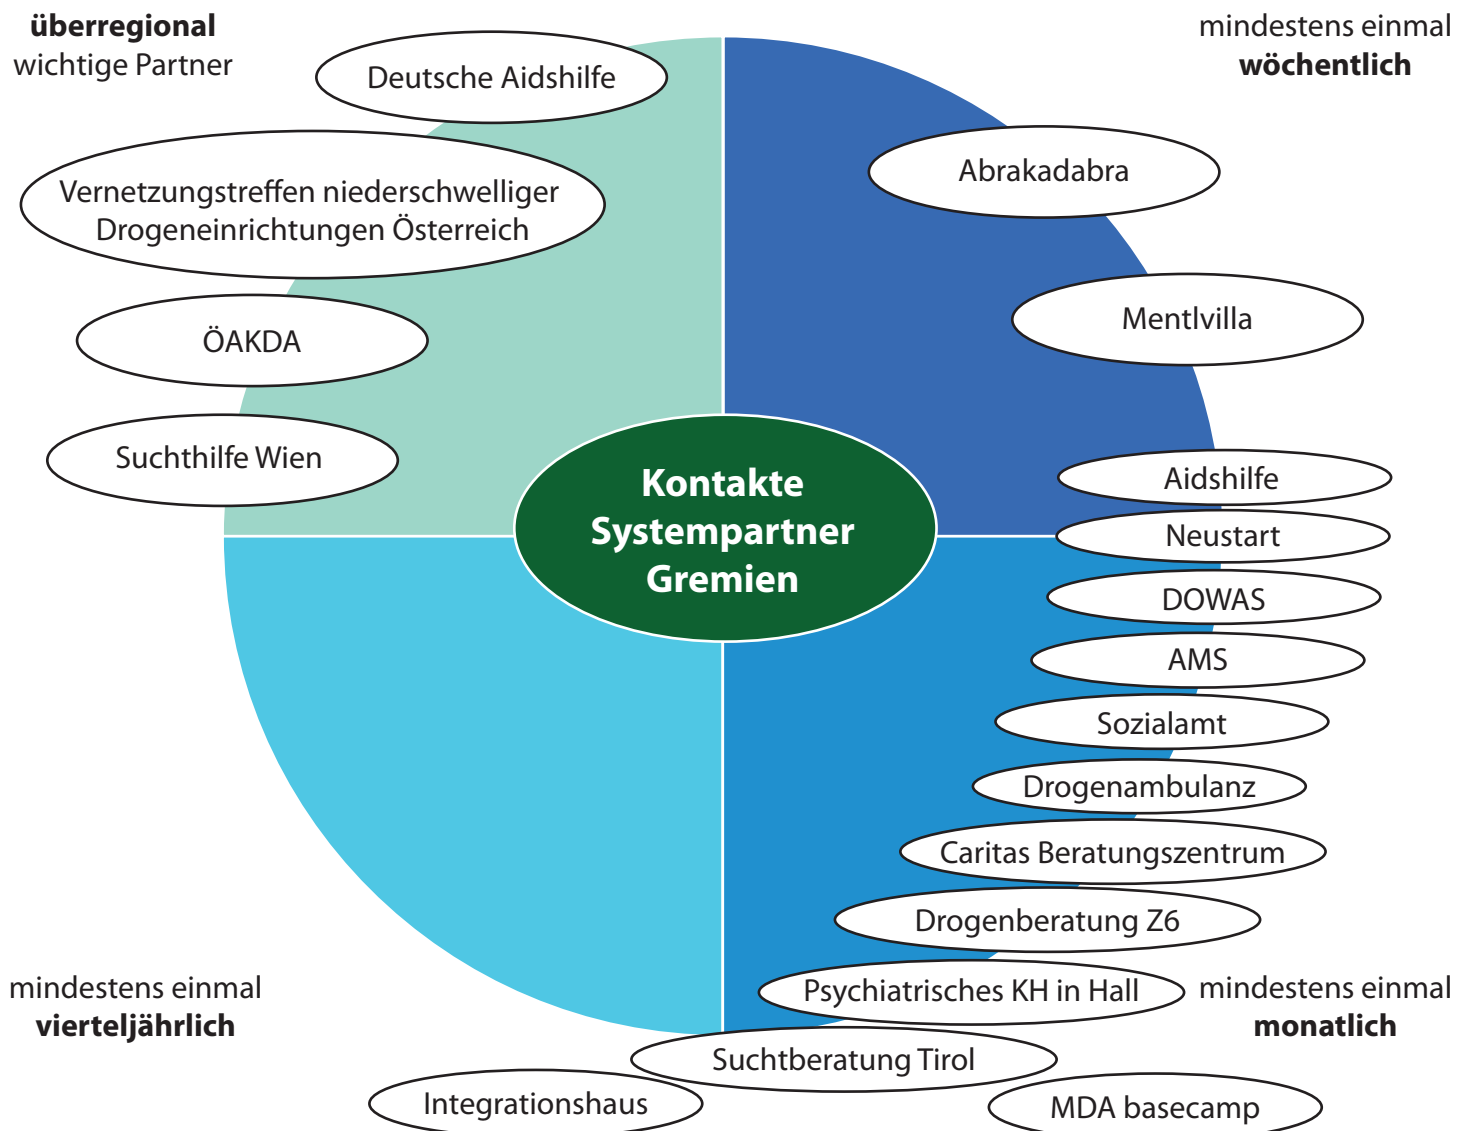 überregional
wichtige Partner
mindestens einmal
wöchentlich
Deutsche Aidshilfe
Vernetzungstreffen niederschwelliger
Drogeneinrichtungen Österreich
ÖAKDA
Suchthilfe Wien
Abrakadabra
Mentlvilla
Kontakte
Systempartner
Gremien
Aidshilfe
Neustart
DOWAS
AMS
Sozialamt
Drogenambulanz
Caritas Beratungszentrum
Drogenberatung Z6
Psychiatrisches KH in Hall
Suchtberatung Tirol
Integrationshaus
MDA basecamp
mindestens einmal
vierteljährlich
mindestens einmal
monatlich